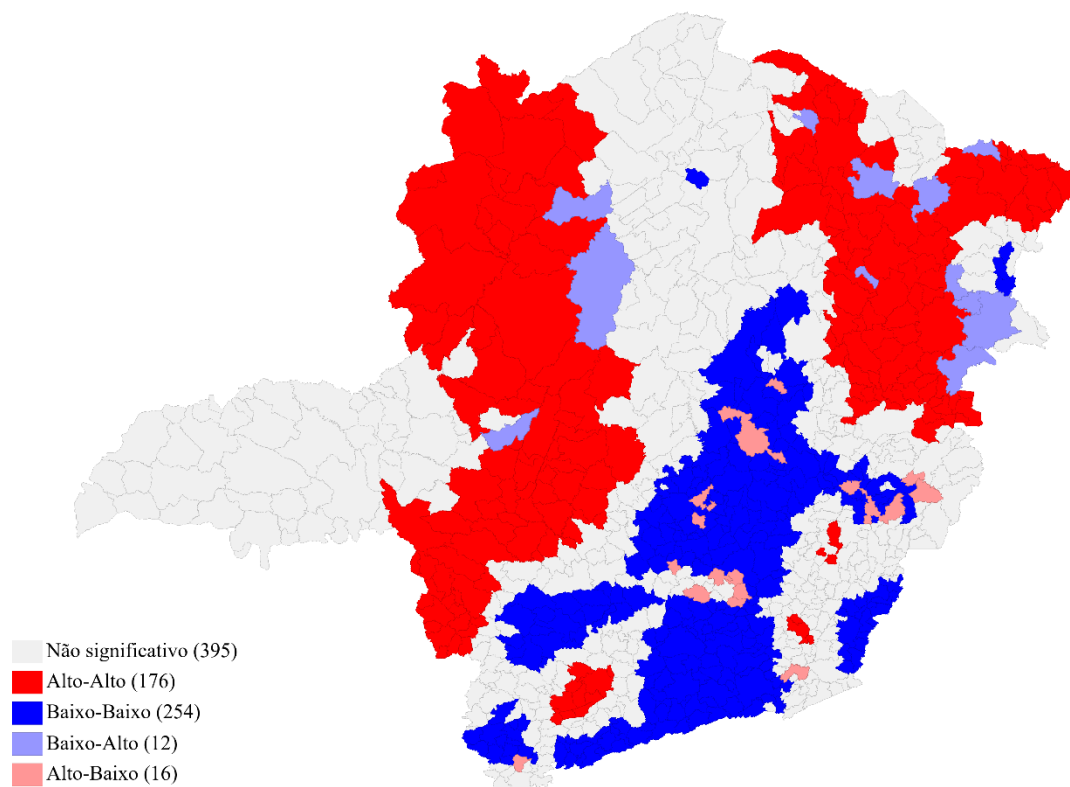 Não significativo (395)
Alto-Alto (176)
Baixo-Baixo (254)
Baixo-Alto (12)
Alto-Baixo (16)